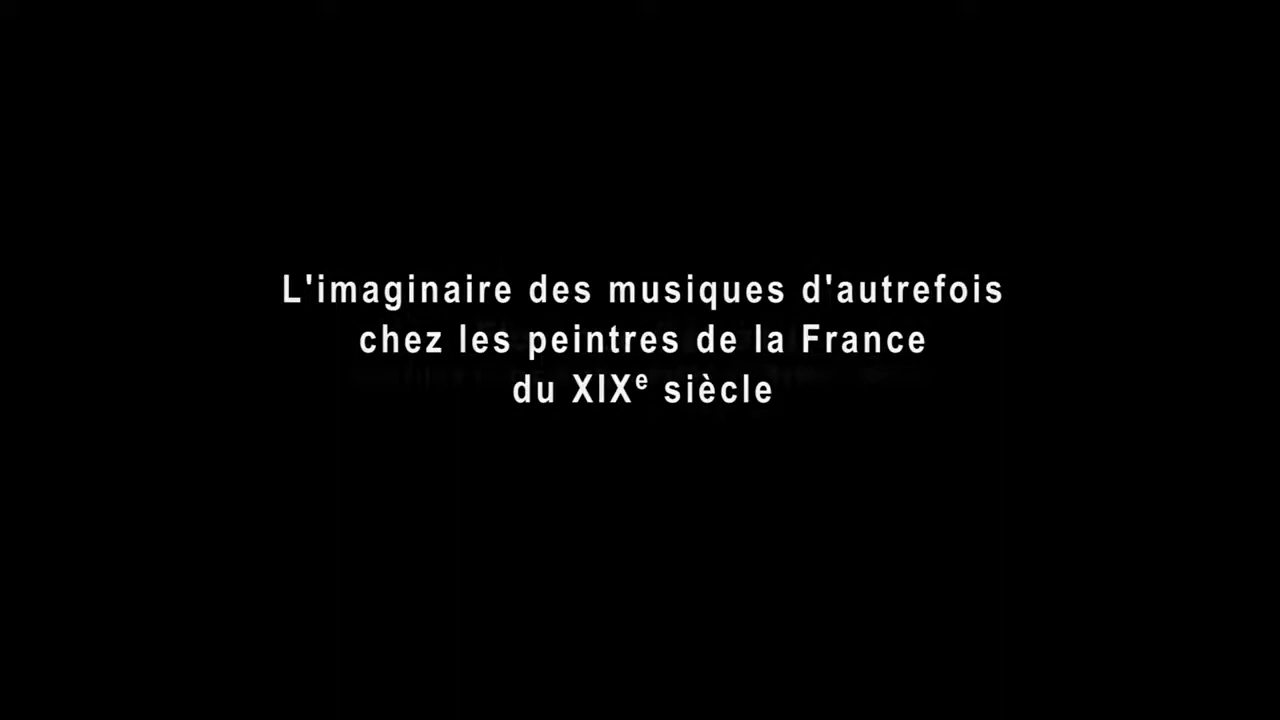 L'imaginaire des musiques d'autrefois
chez les peintres de la France
du XIXᵉ siècle